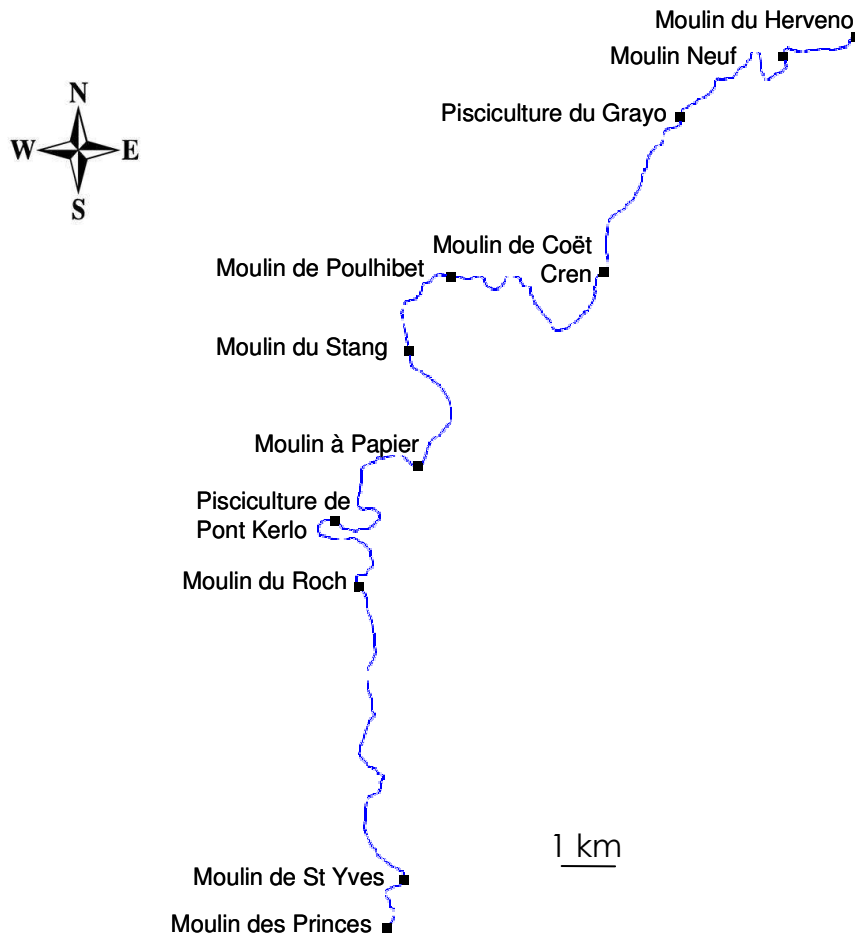 Moulin du Herveno
Moulin Neuf
N
Pisciculture du Grayo
W
E
S
Moulin de Coët
Cren
Moulin de Poulhibet
Moulin du Stang
Moulin à Papier
Pisciculture de
Pont Kerlo
Moulin du Roch
1 km
Moulin de St Yves
Moulin des Princes